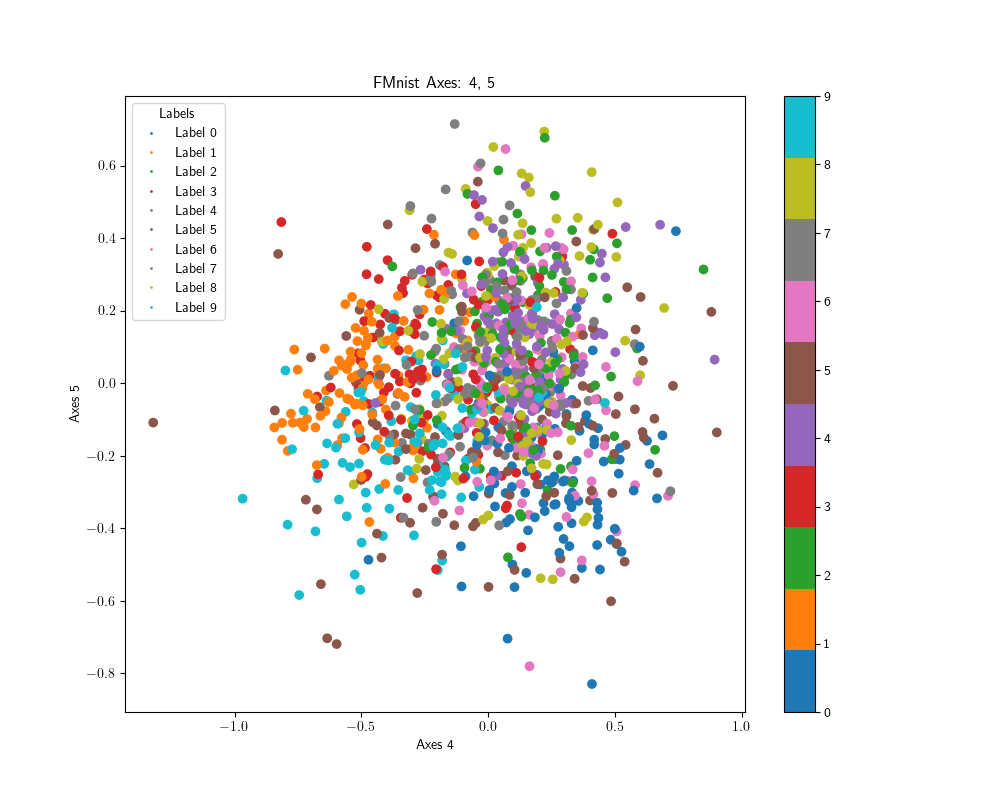 FMnist Axes: 4, 5
Labels
Label 0
Label 1
Label 2
Label 3
Label 4
Label 5
Label 6
Label 7
Label 8
Label 9
0.6
0.4
0.2
0.0
−0.2
−0.4
−0.6
−0.8
Axes 5
−1.0
−0.5
0.0
0.5
1.0
Axes 4
9
8
7
6
5
4
3
2
1
0